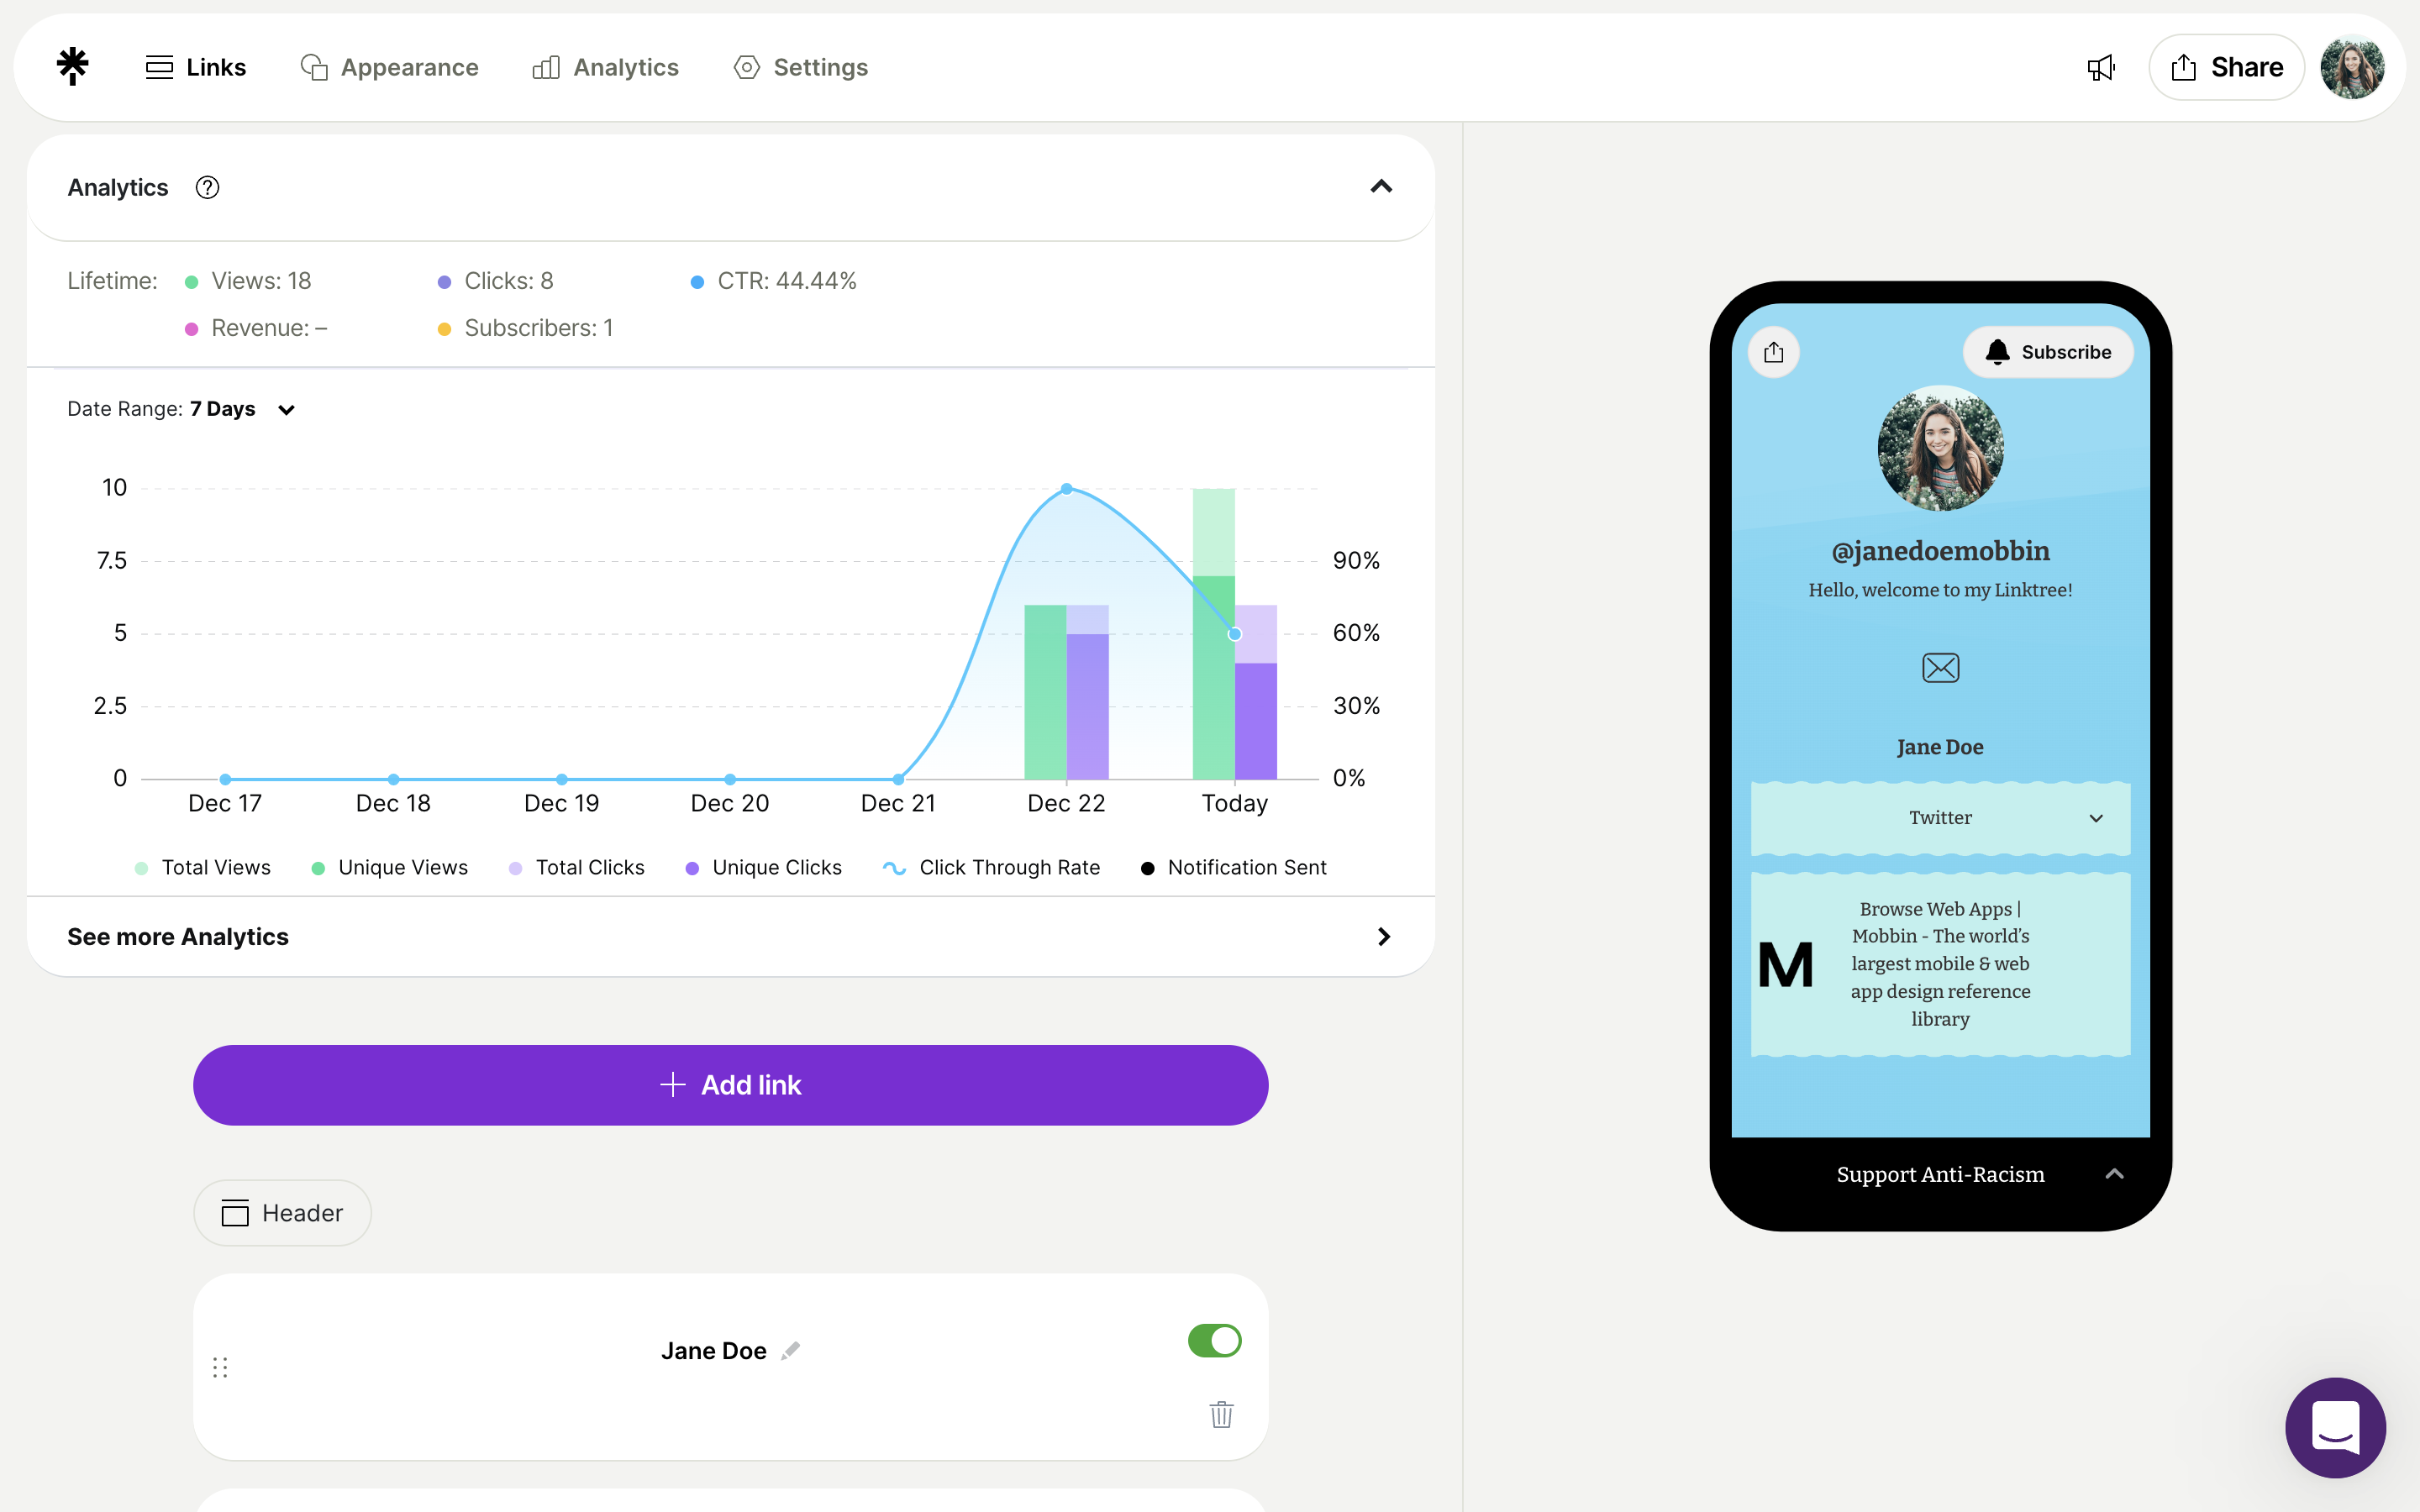 Links
Appearance
Analytics
Settings
Share
Analytics
Lifetime:
Views: 18
Clicks: 8
CTR: 44.44%
Revenue: –
Subscribers: 1
Date Range: 7 Days
10
7.5
5
2.5
0
90%
60%
30%
0%
Dec 17
Dec 18
Dec 19
Dec 20
Dec 21
Dec 22
Today
Total Views
Unique Views
Total Clicks
Unique Clicks
Click Through Rate
Notification Sent
See more Analytics
Add link
Header
Jane Doe
Subscribe
@janedoemobbin
Hello, welcome to my Linktree!
Jane Doe
Twitter
M
Browse Web Apps |
Mobbin - The world's
largest mobile & web
app design reference
library
Support Anti-Racism